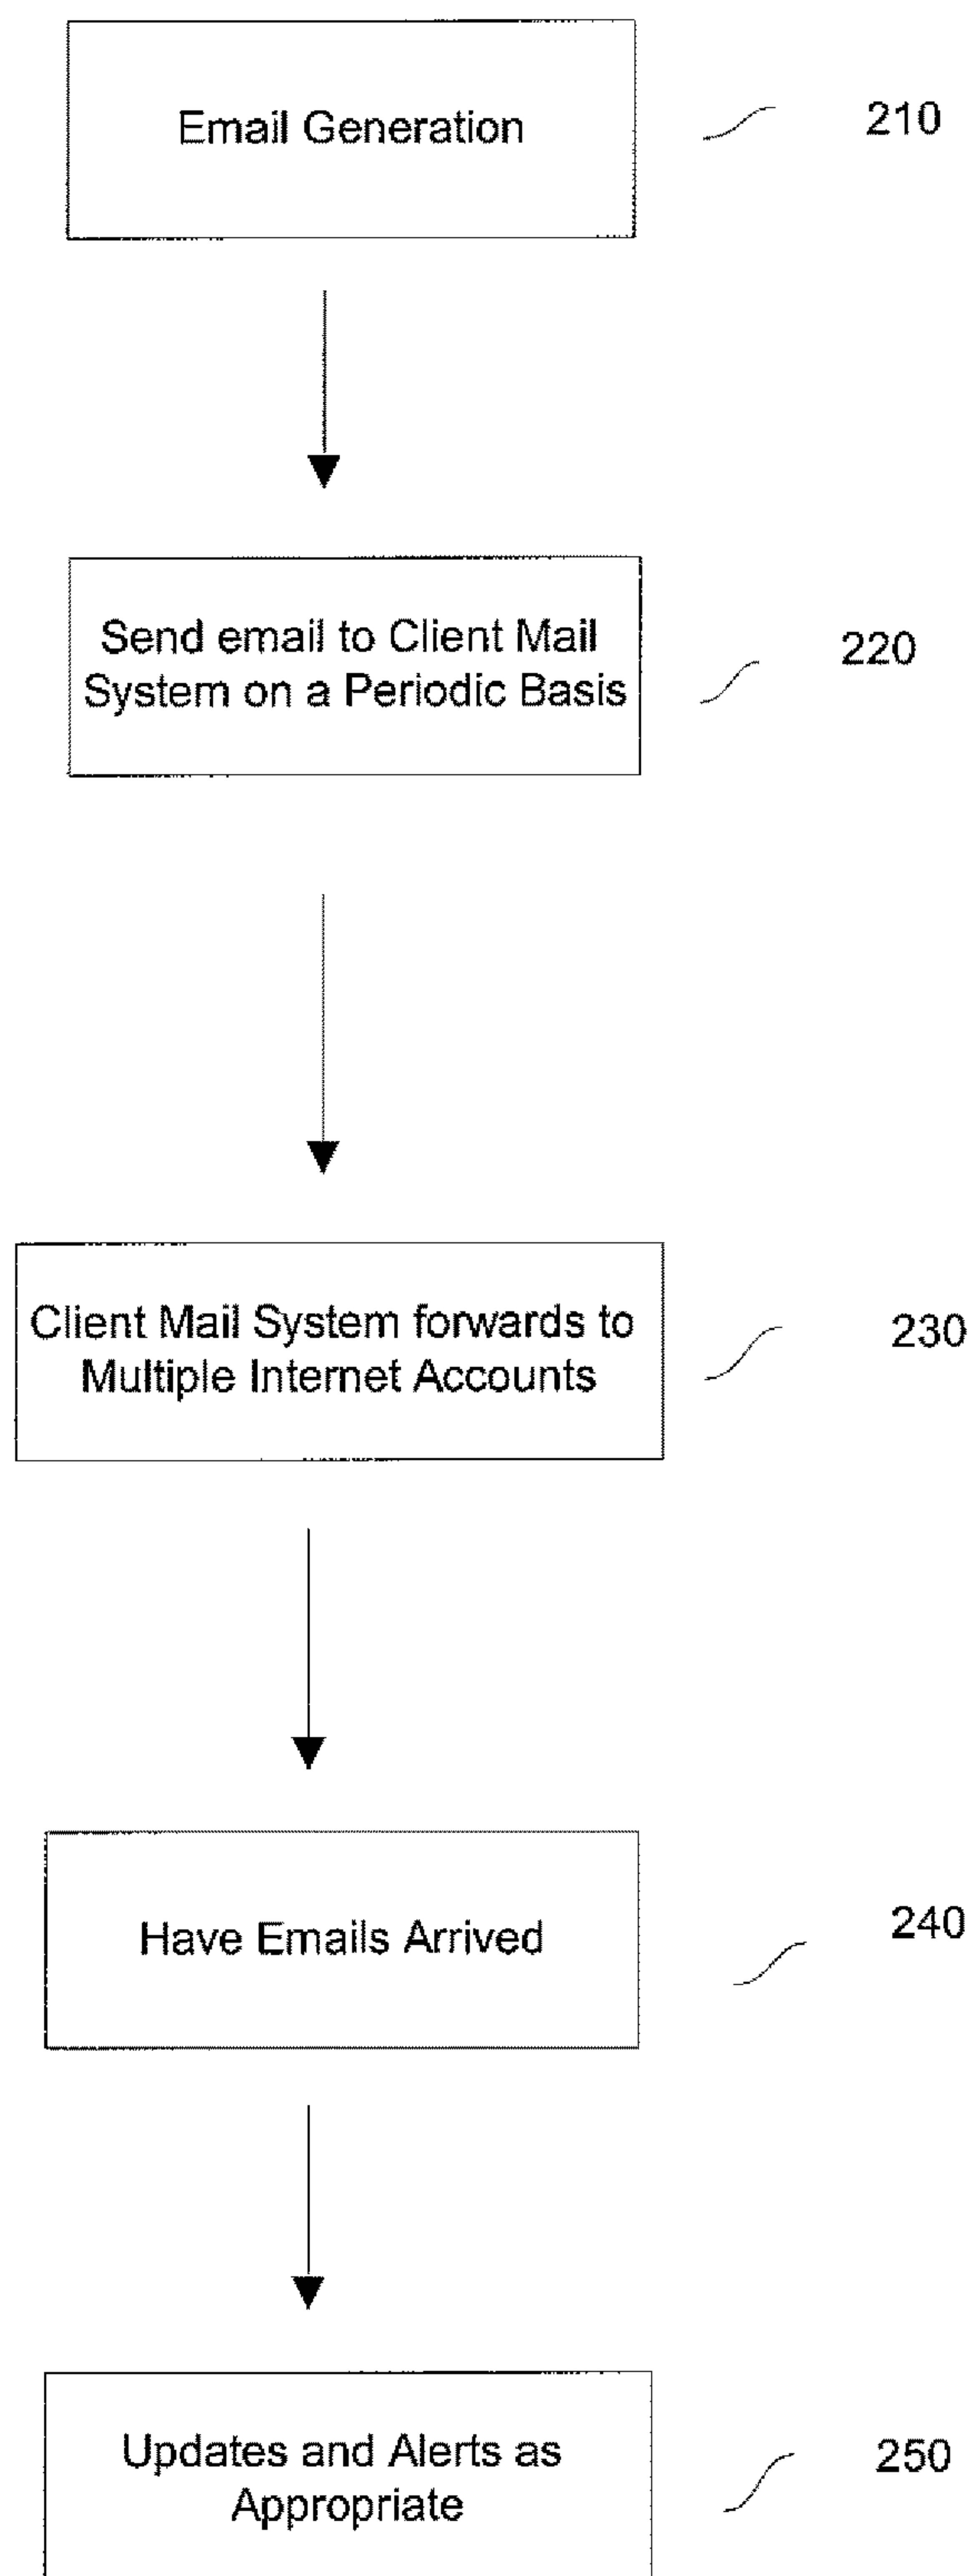 Email Generation
210
Send email to Client Mail
System on a Periodic Basis
220
Client Mail System forwards to
Multiple Internet Accounts
230
Have Emails Arrived
240
Updates and Alerts as
Appropriate
250